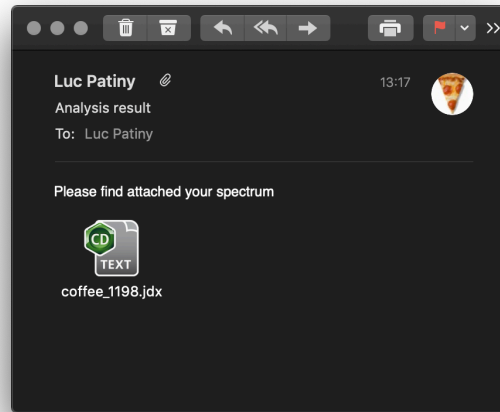 Luc Patiny
13:17
Analysis result
To: Luc Patiny
Please find attached your spectrum
CD
TEXT
coffee_1198.jdx